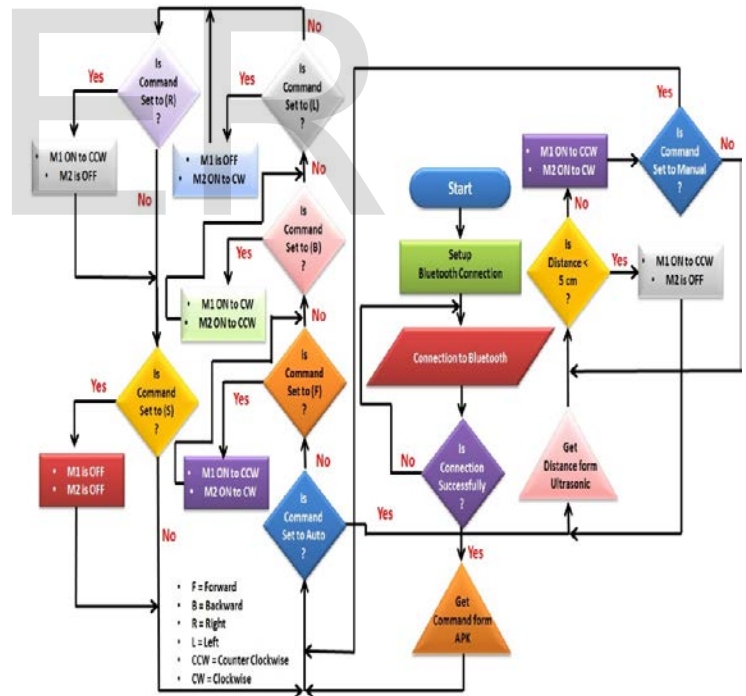 ER
No
Is
Command
Set to (R)
?
Yes
• M1 ON to CCW
• M2 is OFF
No
Is
Command
Set to (L)
?
Yes
• M1 is OFF
• M2 ON to CW
No
Is
Command
Set to (B)
?
Yes
• M1 ON to CW
• M2 ON to CCW
No
Is
Command
Set to (F)
?
Yes
• M1 ON to CCW
• M2 ON to CW
No
Is
Command
Set to (S)
?
Yes
• M1 is OFF
• M2 is OFF
No
Is
Command
Set to Auto
?
Yes
Start
Setup
Bluetooth Connection
Connection to Bluetooth
Is
Connection
Successfully
?
No
Yes
Get
Command form
APK
Get
Distance form
Ultrasonic
Is
Distance <
5 cm
?
Yes
• M1 ON to CCW
• M2 is OFF
No
• M1 ON to CCW
• M2 ON to CW
Is
Command
Set to Manual
?
Yes
No
• F = Forward
• B = Backward
• R = Right
• L = Left
• CCW = Counter Clockwise
• CW = Clockwise